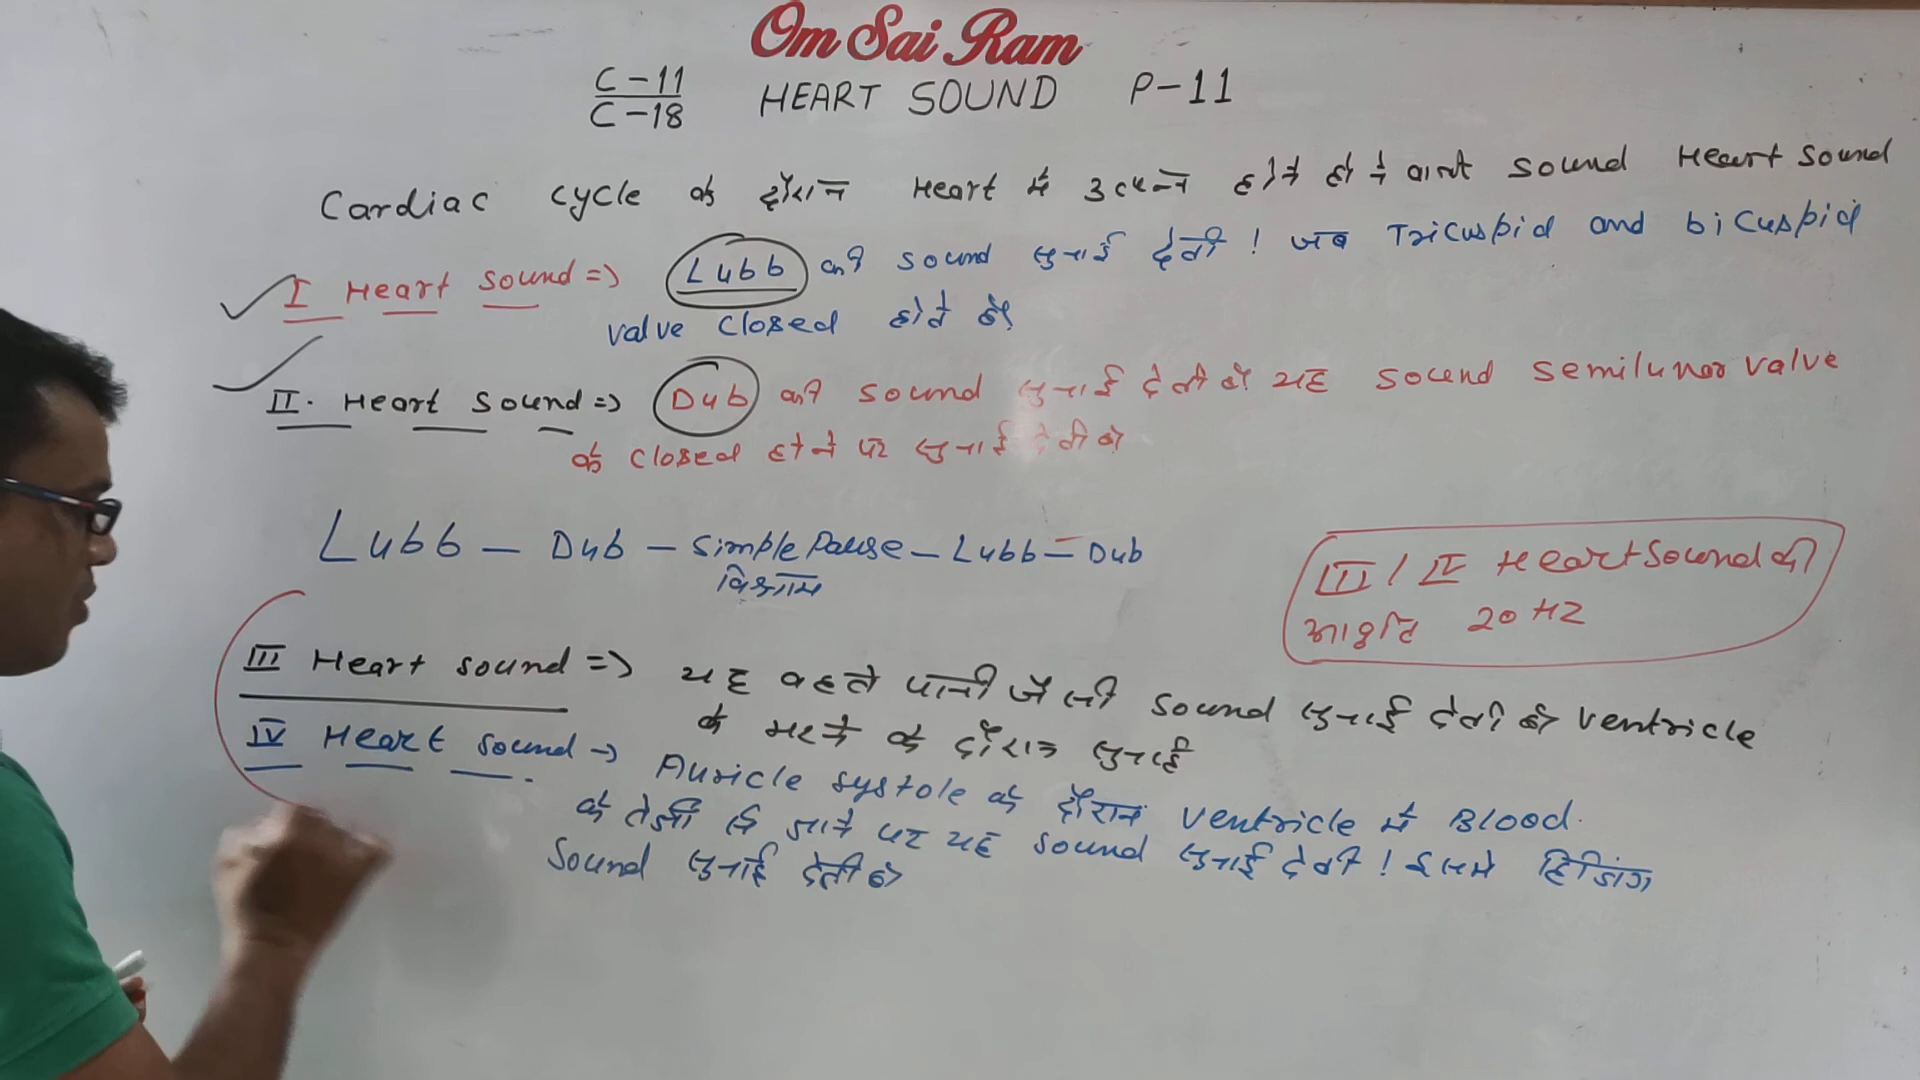 Om Sai Ram
C-11
C-18
HEART SOUND P-11
Cardiac cycle के दौरान Heart में उत्पन्न होने वाली sound Heart sound
I Heart sound => Lubb की sound सुनाई देती ! जब Tricuspid and bicuspid
valve closed होते है
II. Heart sound => Dub की sound सुनाई देती है यह sound semilunar valve
के closed होने पर सुनाई देती है
Lubb - Dub - simple Pause - Lubb - Dub
विश्राम
III / IV Heart sound की
आवृति 20 HZ
III Heart sound => यह बहते पानी जैसी sound सुनाई देती है ventricle
के भरने के दौरान सुनाई
IV Heart sound -> Auricle systole के दौरान ventricle में Blood.
के तेजी से जाने पर यह sound सुनाई देती ! इसमे
sound सुनाई देती है